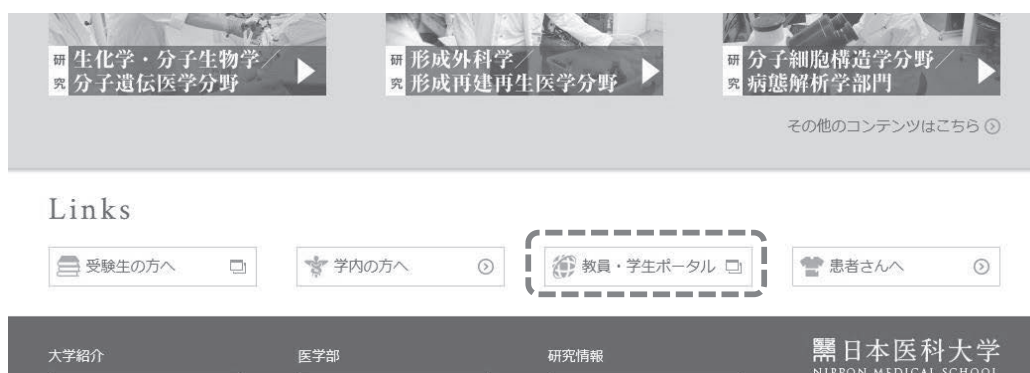 研究
生化学・分子生物学／
分子遺伝医学分野
研究
形成外科学／
形成再建再生医学分野
研究
分子細胞構造学分野／
病態解析学部門
その他のコンテンツはこちら
Links
受験生の方へ
学内の方へ
教員・学生ポータル
患者さんへ
大学紹介
医学部
研究情報
日本医科大学
NIPPON MEDICAL SCHOOL